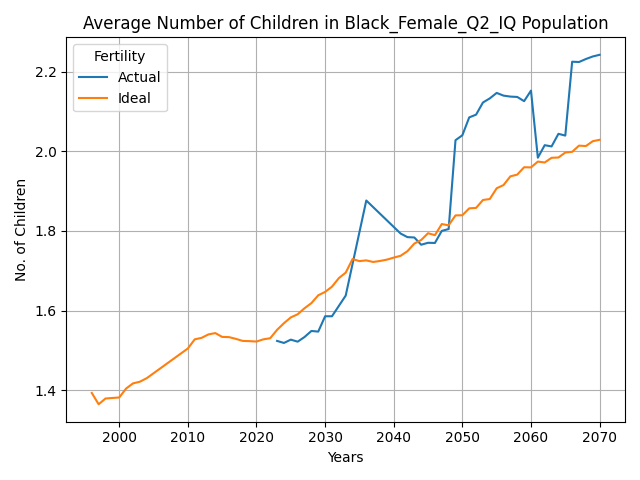 Average Number of Children in Black_Female_Q2_IQ Population
Fertility
Actual
Ideal
No. of Children
2.2
2.0
1.8
1.6
1.4
2000 2010 2020 2030 2040 2050 2060 2070
Years